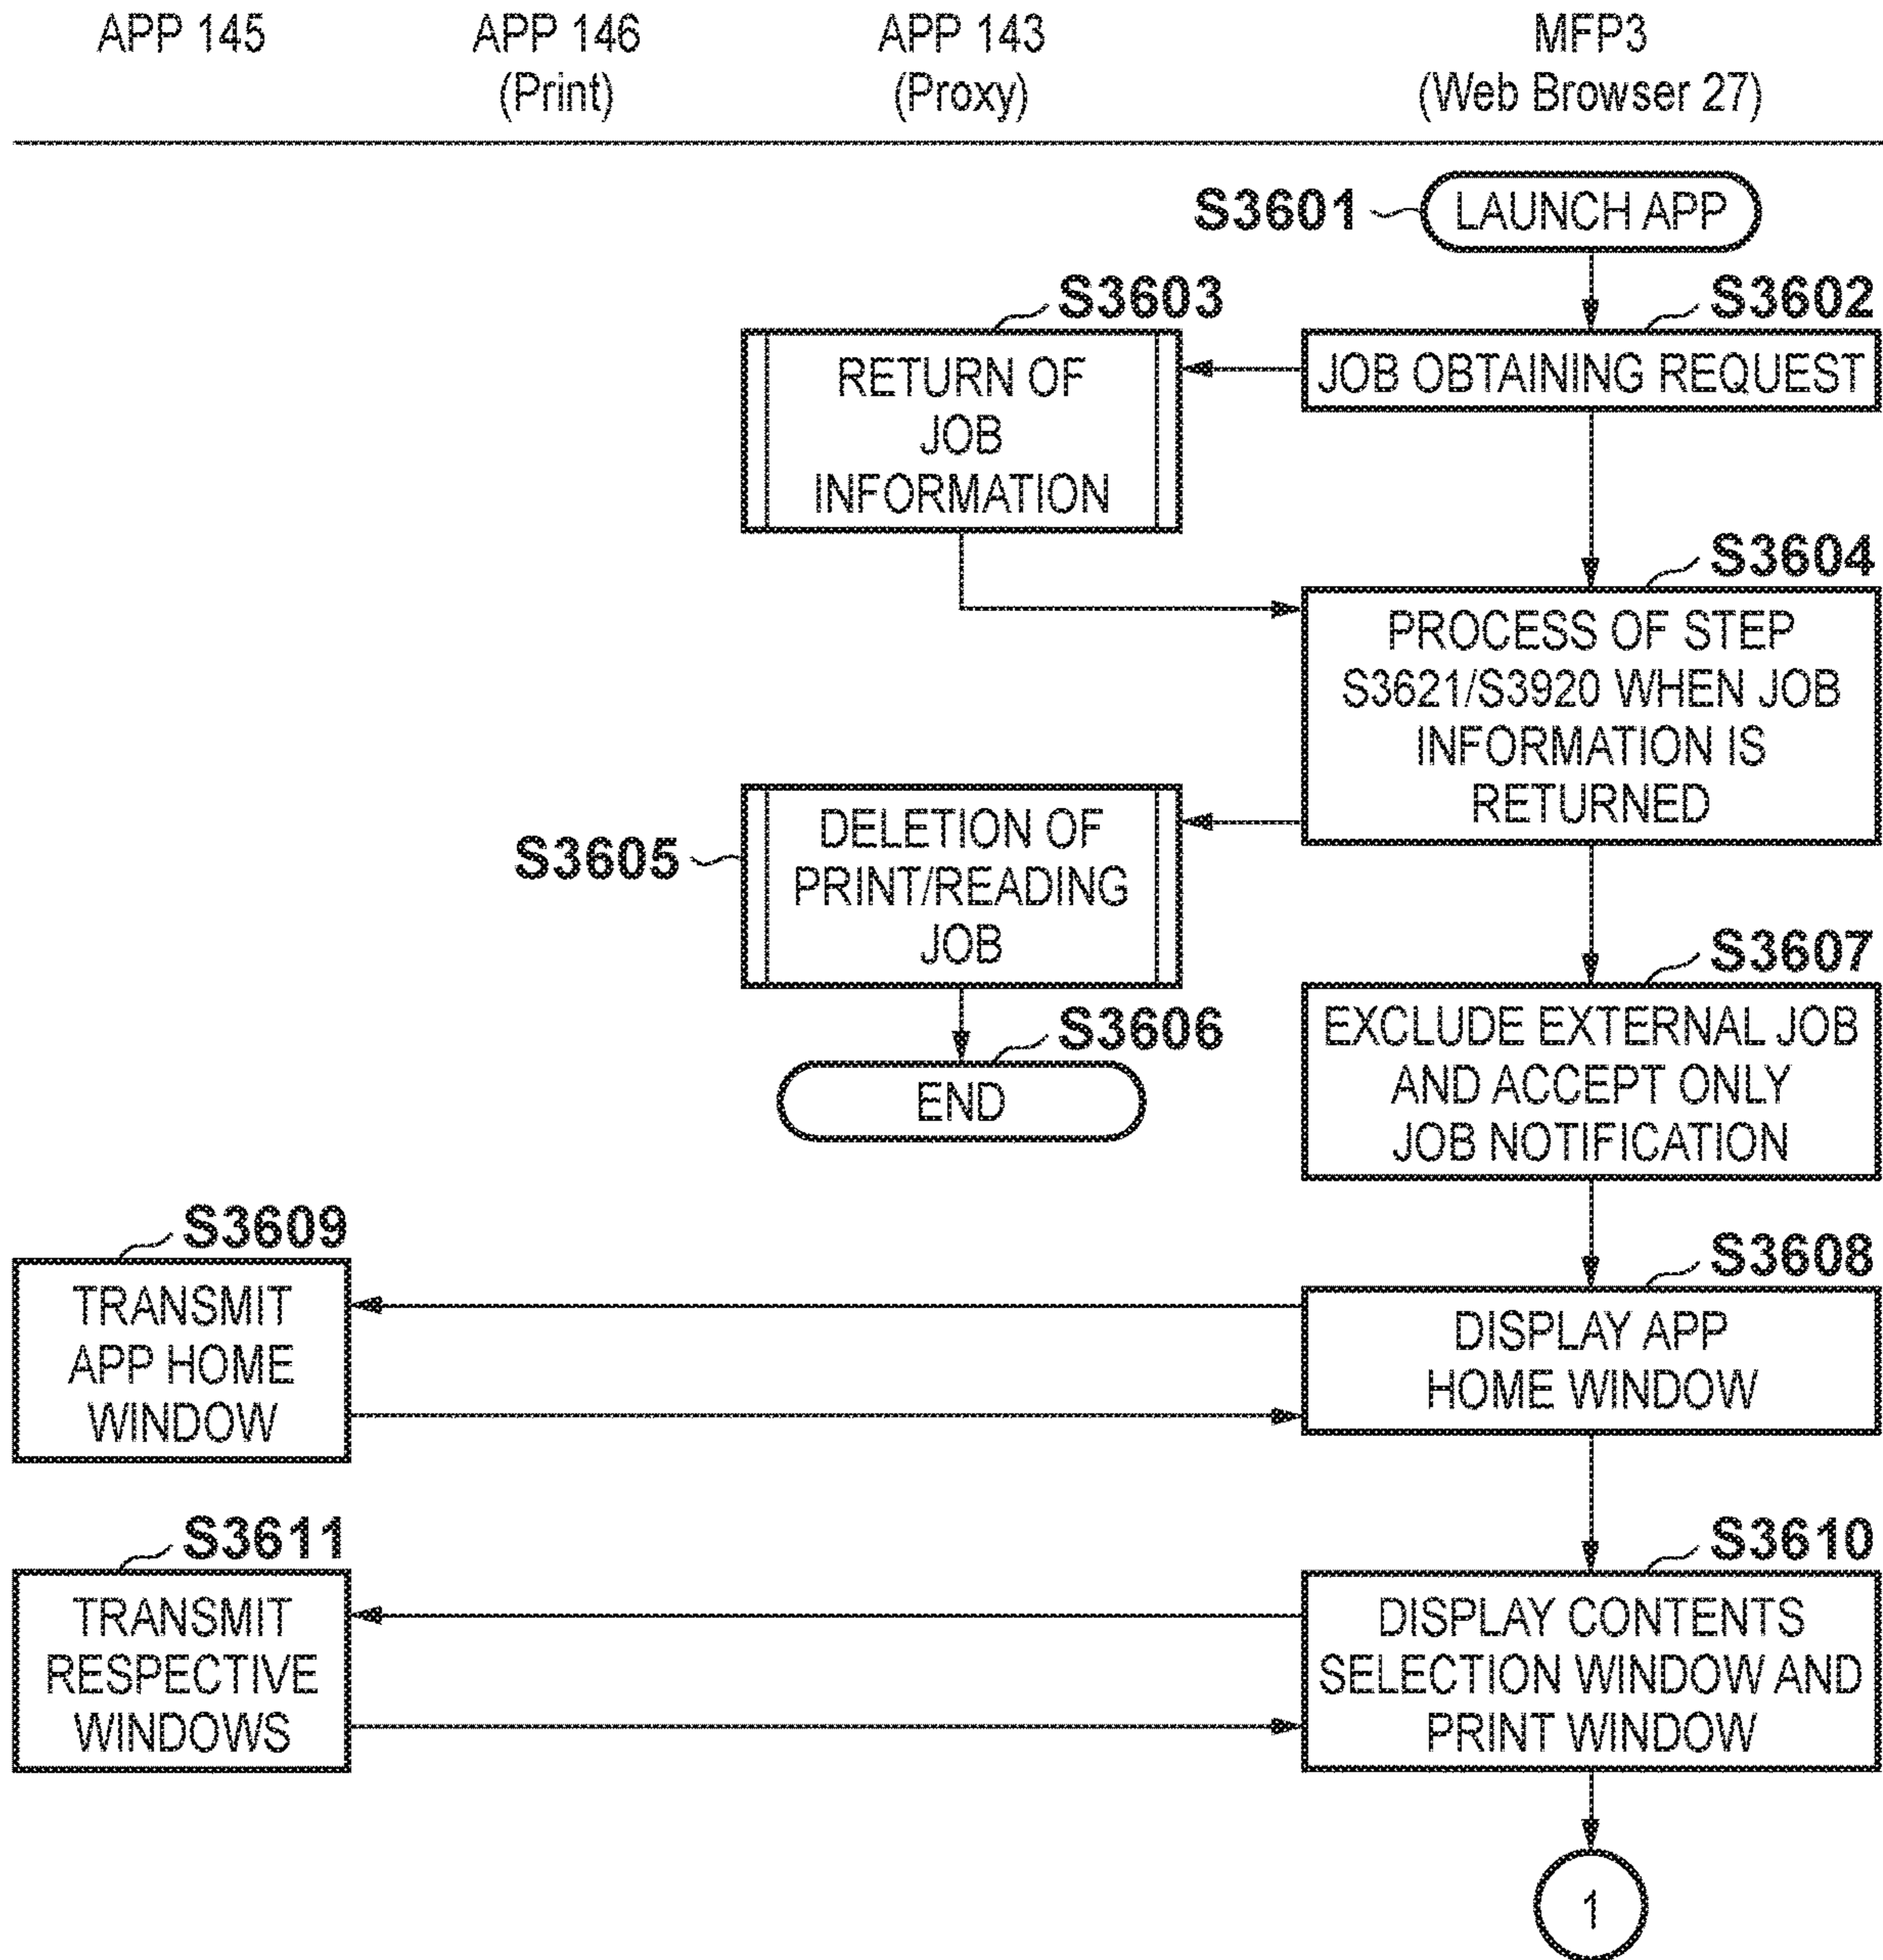 APP 145
APP 146
(Print)
APP 143
(Proxy)
MFP3
(Web Browser 27)
S3601
LAUNCH APP
S3603
RETURN OF
JOB
INFORMATION
S3602
JOB OBTAINING REQUEST
S3604
PROCESS OF STEP
S3621/S3920 WHEN JOB
INFORMATION IS
RETURNED
S3605
DELETION OF
PRINT/READING
JOB
S3606
END
S3607
EXCLUDE EXTERNAL JOB
AND ACCEPT ONLY
JOB NOTIFICATION
S3609
TRANSMIT
APP HOME
WINDOW
S3608
DISPLAY APP
HOME WINDOW
S3611
TRANSMIT
RESPECTIVE
WINDOWS
S3610
DISPLAY CONTENTS
SELECTION WINDOW AND
PRINT WINDOW
1